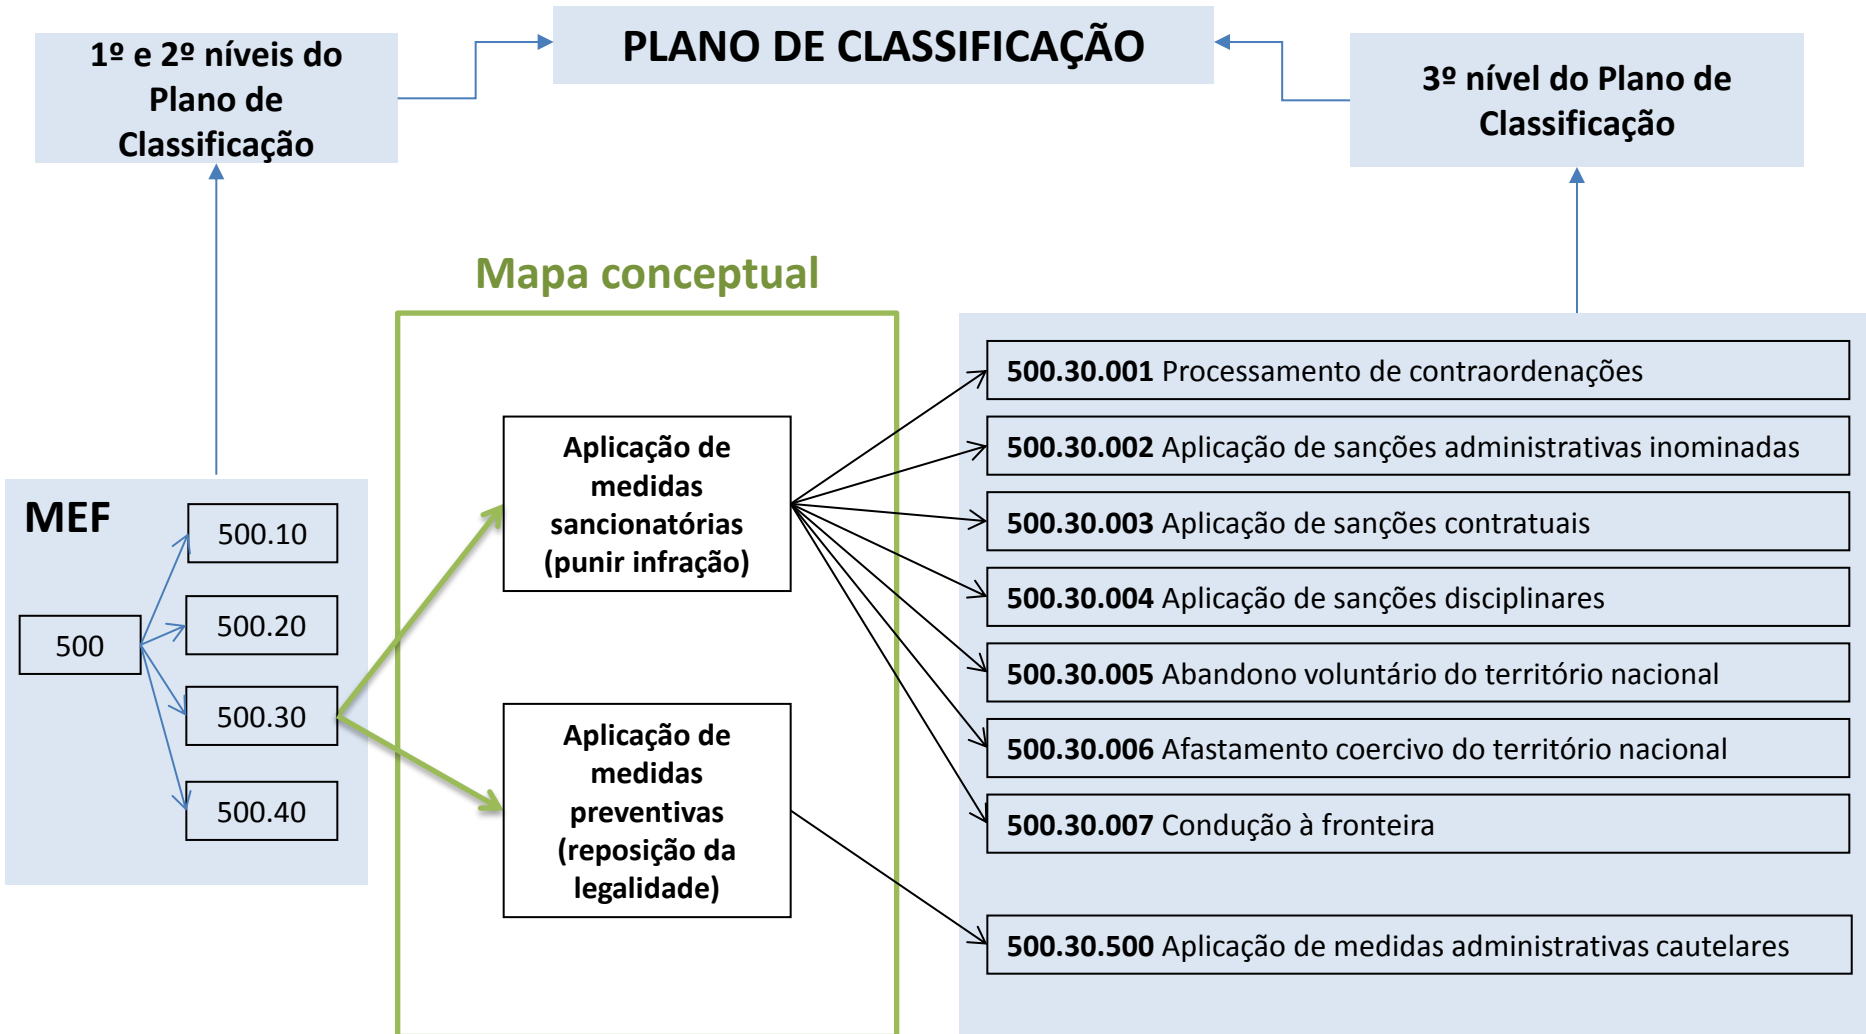 1º e 2º níveis do
Plano de
Classificação
PLANO DE CLASSIFICAÇÃO
3º nível do Plano de
Classificação
Mapa conceptual
MEF
500
500.10
500.20
500.30
500.40
Aplicação de
medidas
sancionatórias
(punir infração)
Aplicação de
medidas
preventivas
(reposição da
legalidade)
500.30.001 Processamento de contraordenações
500.30.002 Aplicação de sanções administrativas inominadas
500.30.003 Aplicação de sanções contratuais
500.30.004 Aplicação de sanções disciplinares
500.30.005 Abandono voluntário do território nacional
500.30.006 Afastamento coercivo do território nacional
500.30.007 Condução à fronteira
500.30.500 Aplicação de medidas administrativas cautelares